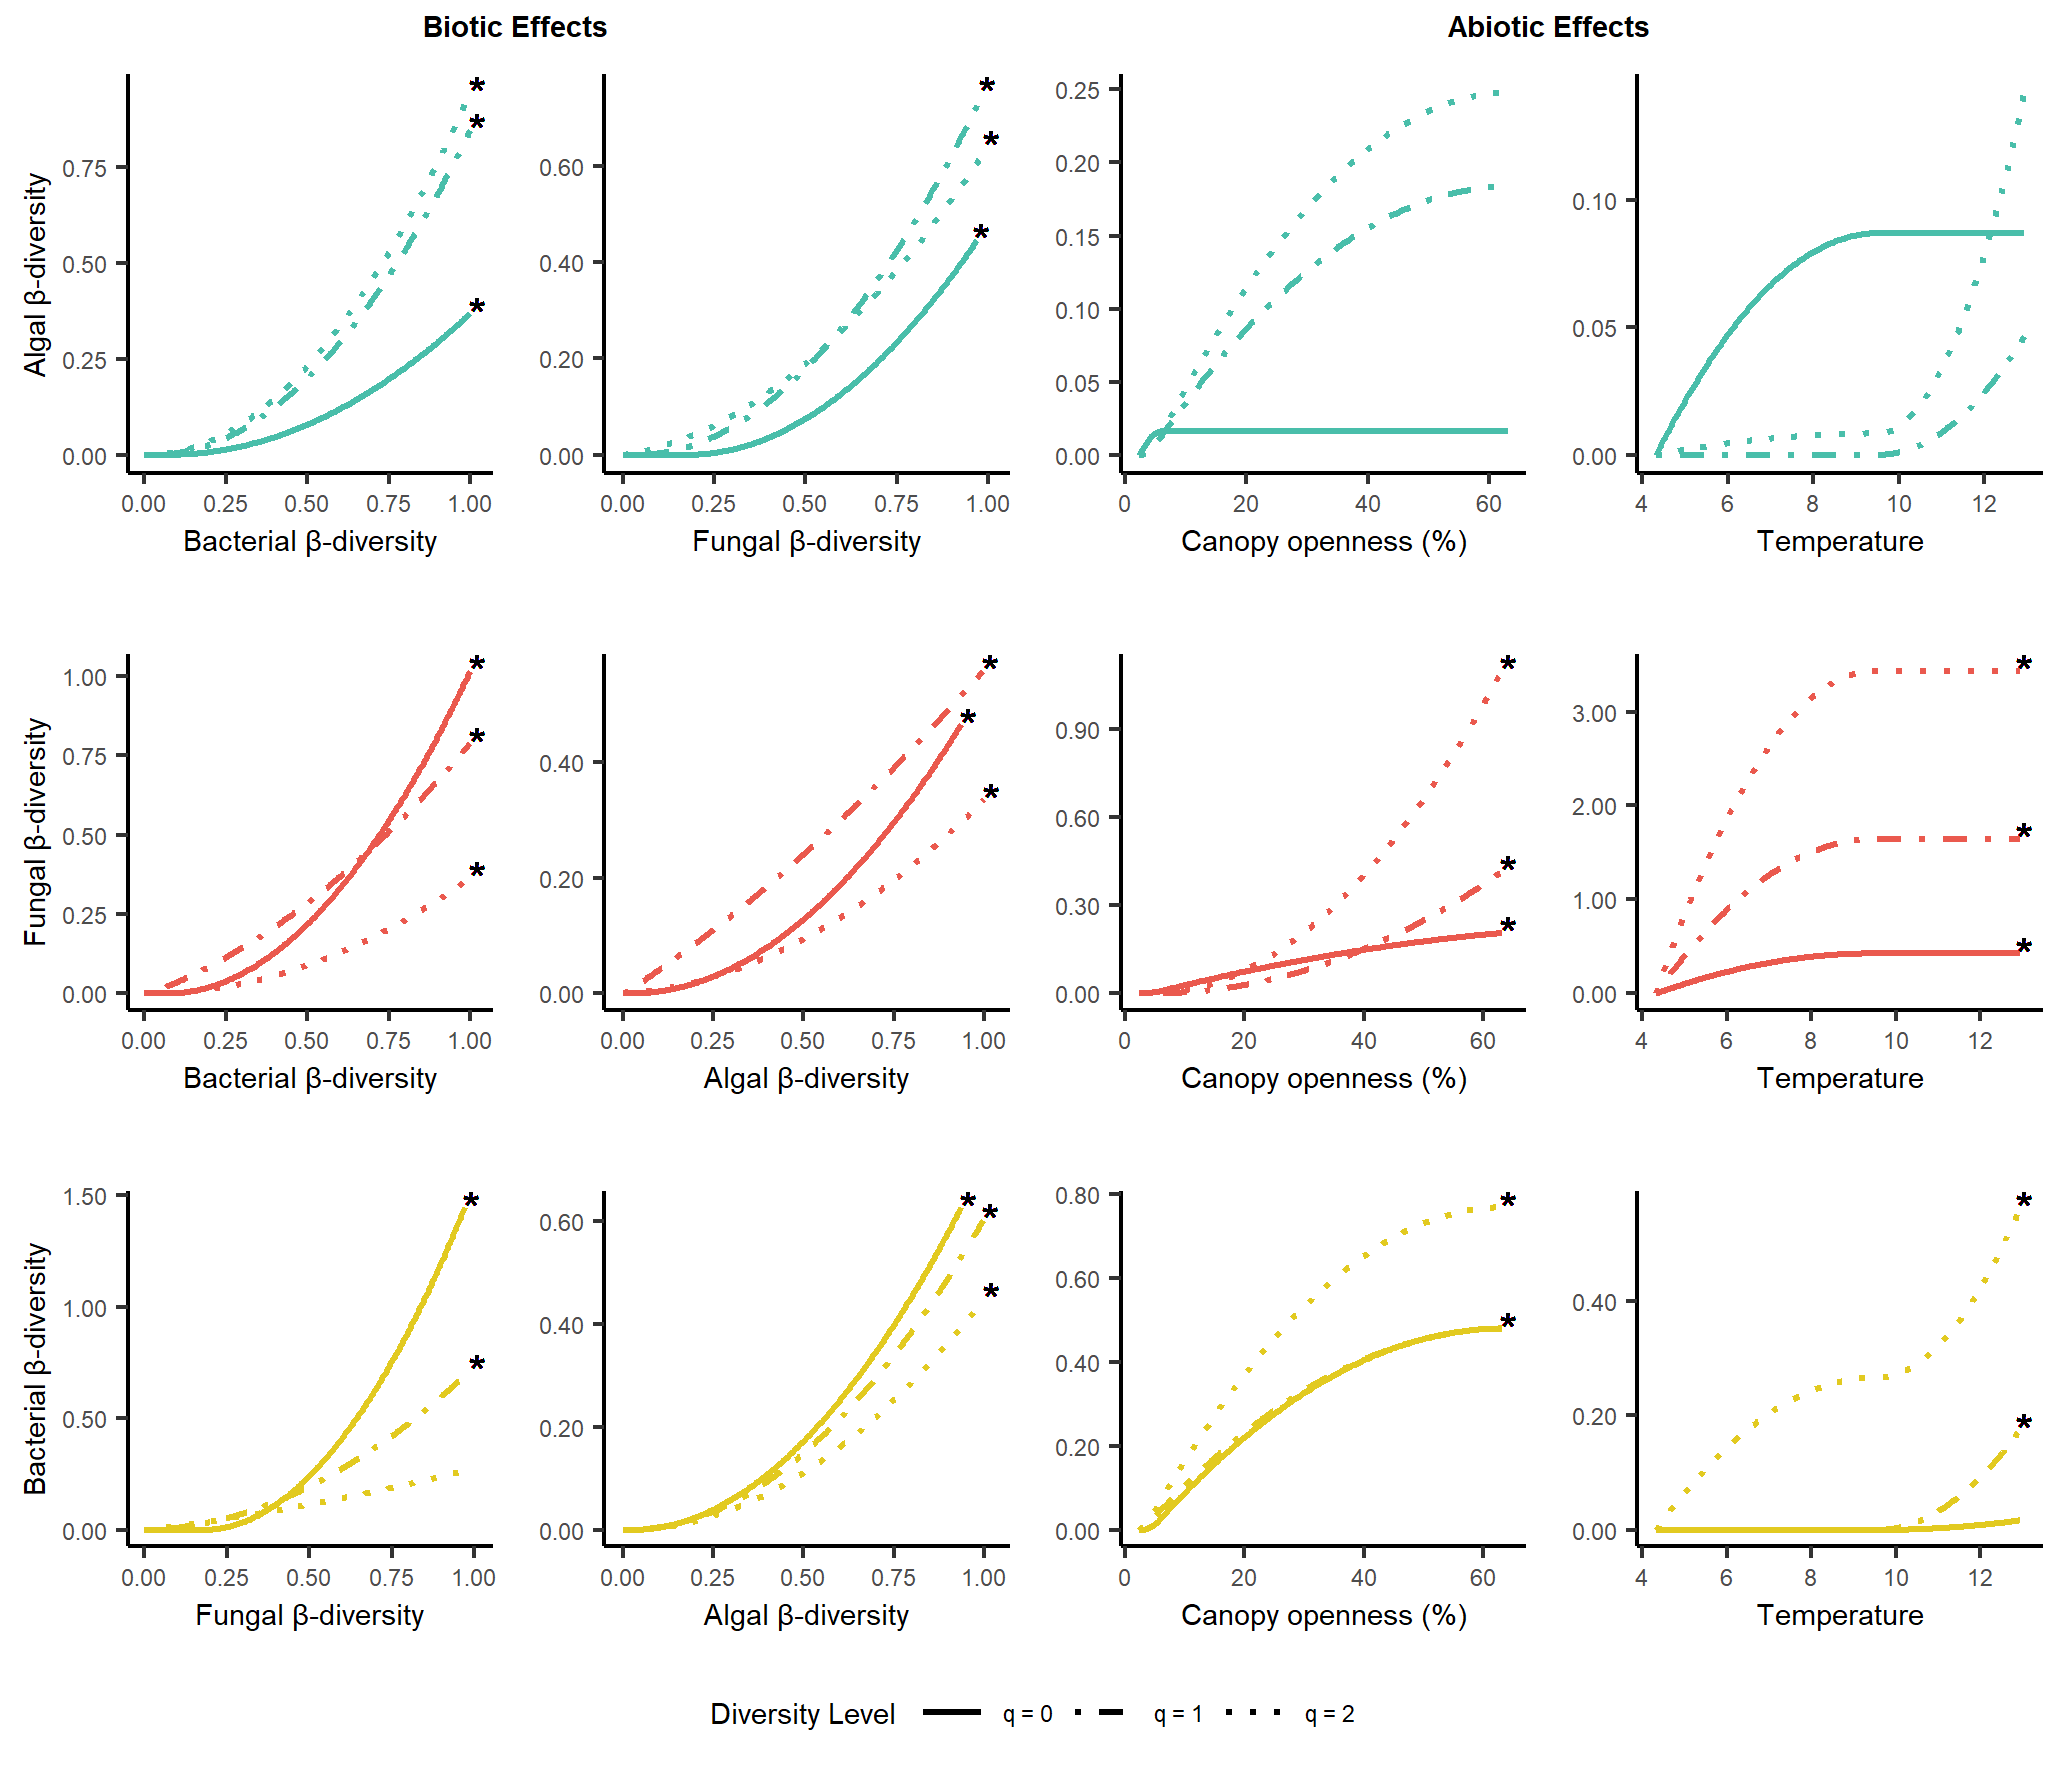 Biotic Effects
Abiotic Effects
Algal β-diversity
0.75
0.50
0.25
0.00
0.00 0.25 0.50 0.75 1.00
Bacterial β-diversity
* * *
0.60
0.40
0.20
0.00
0.00 0.25 0.50 0.75 1.00
Fungal β-diversity
* * *
0.25
0.20
0.15
0.10
0.05
0.00
0 20 40 60
Canopy openness (%)
0.10
0.05
0.00
4 6 8 10 12
Temperature
Fungal β-diversity
1.00
0.75
0.50
0.25
0.00
0.00 0.25 0.50 0.75 1.00
Bacterial β-diversity
* * *
0.40
0.20
0.00
0.00 0.25 0.50 0.75 1.00
Algal β-diversity
* * *
0.90
0.60
0.30
0.00
0 20 40 60
Canopy openness (%)
* * *
3.00
2.00
1.00
0.00
4 6 8 10 12
Temperature
* * *
Bacterial β-diversity
1.50
1.00
0.50
0.00
0.00 0.25 0.50 0.75 1.00
Fungal β-diversity
* *
0.60
0.40
0.20
0.00
0.00 0.25 0.50 0.75 1.00
Algal β-diversity
* * *
0.80
0.60
0.40
0.20
0.00
0 20 40 60
Canopy openness (%)
* *
0.40
0.20
0.00
4 6 8 10 12
Temperature
* *
Diversity Level q = 0 q = 1 q = 2